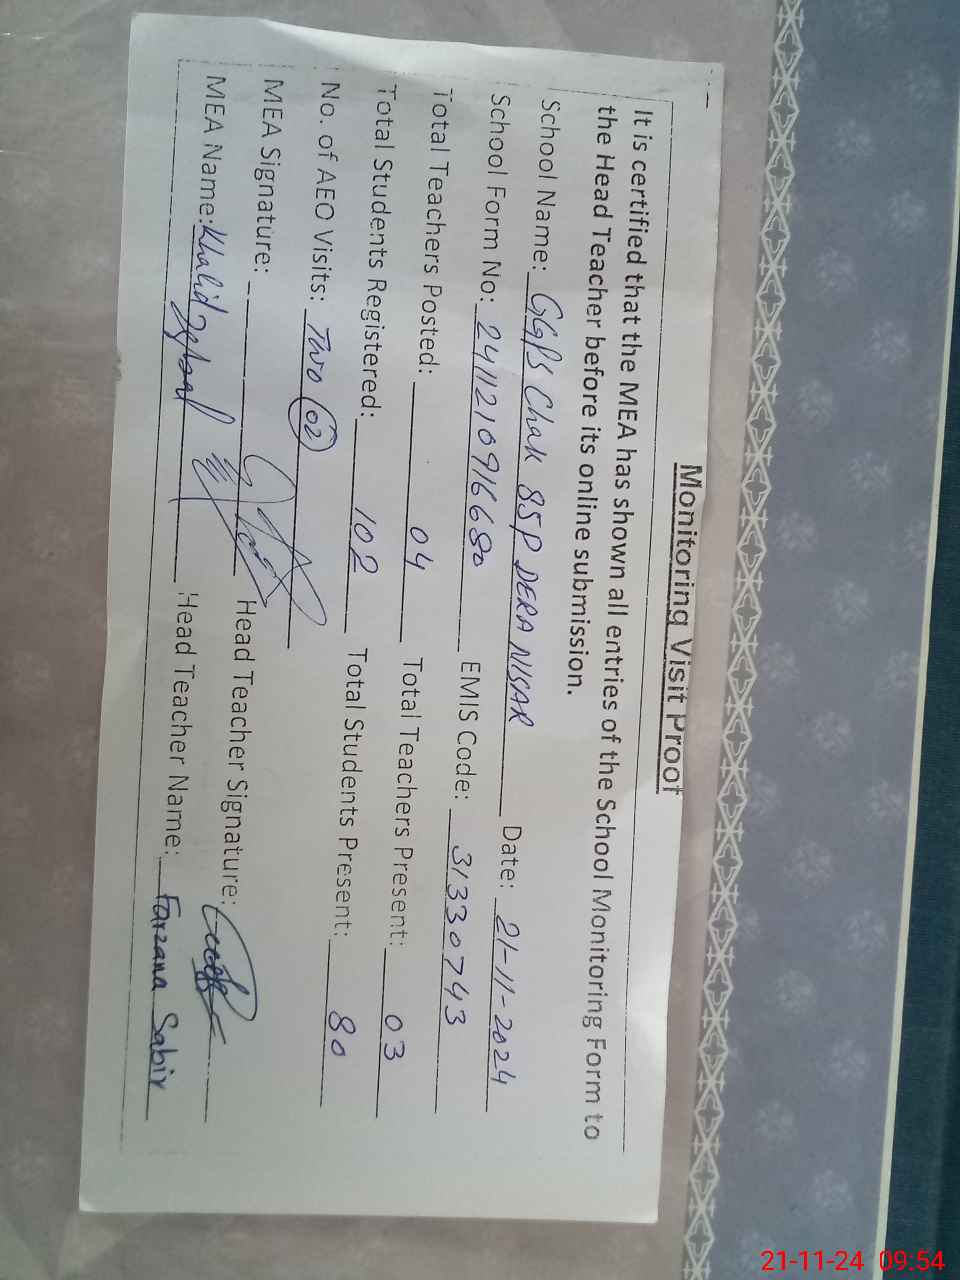 Monitoring Visit Proof
It is certified that the MEA has shown all entries of the School Monitoring Form to
the Head Teacher before its online submission.
School Name: GGPS Chak 85P DERA NISAR Date: 21-11-2024
School Form No: 2411210916680 EMIS Code: 31330743
Total Teachers Posted: 04 Total Teachers Present: 03
Total Students Registered: 102 Total Students Present: 80
No. of AEO Visits: Two 02
MEA Signature: Head Teacher Signature:
MEA Name: Khalid Iqbal Head Teacher Name: Farzana Sabir
21-11-24 09:54